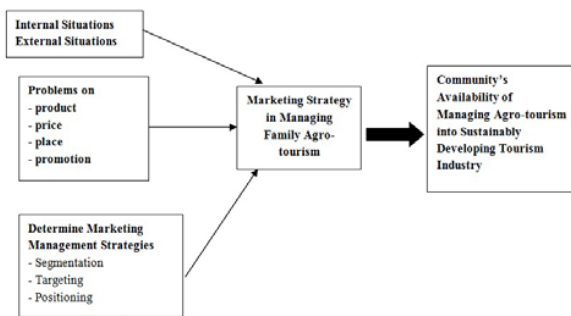 Internal Situations
External Situations
Problems on
- product
- price
- place
- promotion
Marketing Strategy
in Managing
Family Agro-
tourism
Community's
Availability of
Managing Agro-tourism
into Sustainably
Developing Tourism
Industry
Determine Marketing
Management Strategies
- Segmentation
- Targeting
- Positioning